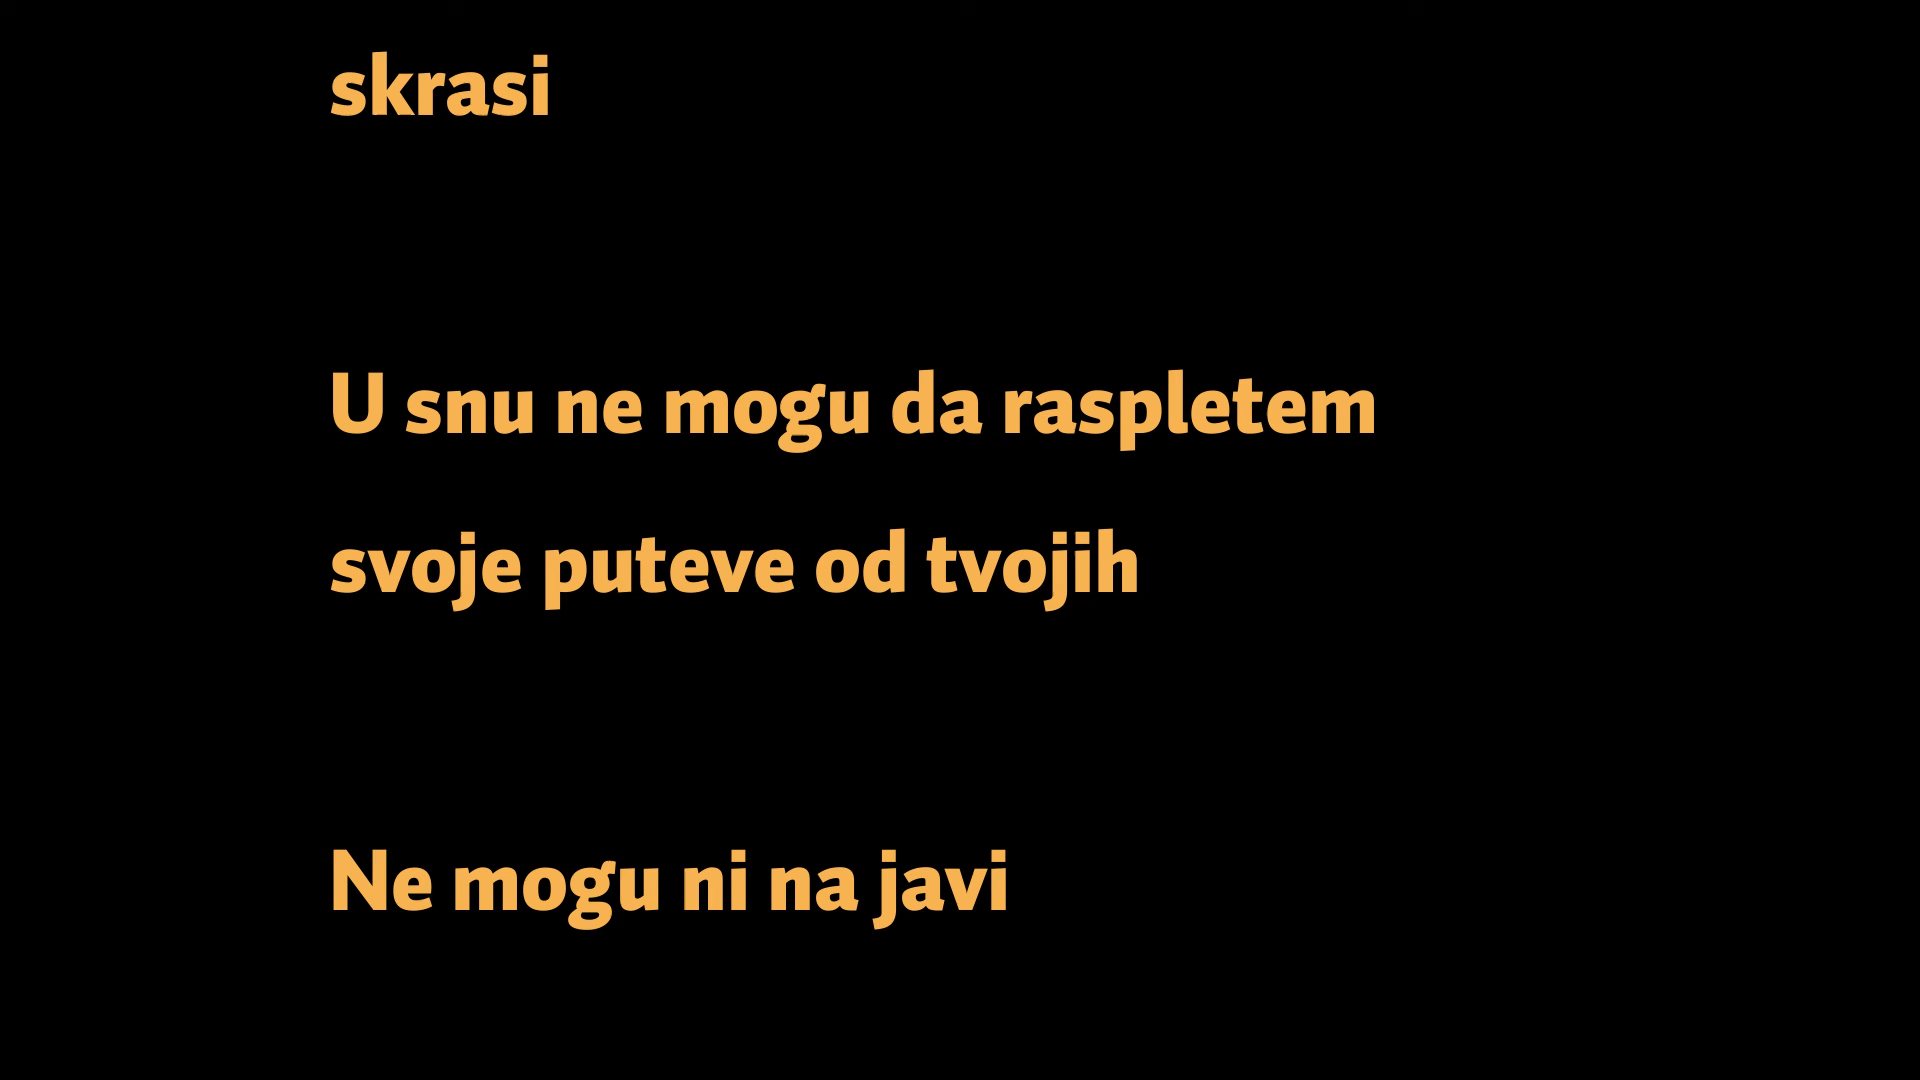 skrasi
U snu ne mogu da raspletem
svoje puteve od tvojih
Ne mogu ni na javi